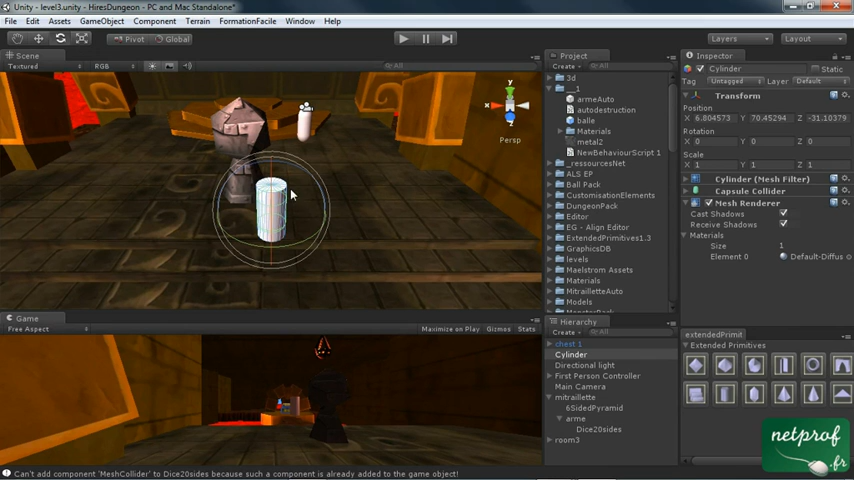 Unity - level3.unity - HiresDungeon - PC and Mac Standalone*
File Edit Assets GameObject Component Terrain FormationFacile Window Help
Pivot Global Layers Layout
Scene
Textured RGB All
y
x
z
Persp
Game
Free Aspect Maximize on Play Gizmos Stats
Project
Create All
3d
__1
armeAuto
autodestruction
balle
Materials
metal2
NewBehaviourScript 1
_ressourcesNet
ALS EP
Ball Pack
CustomisationElements
DungeonPack
Editor
EG - Align Editor
ExtendedPrimitives1.3
GraphicsDB
levels
Maelstrom Assets
Materials
MitrailletteAuto
Models
Hierarchy
Create All
chest 1
Cylinder
Directional light
First Person Controller
Main Camera
mitraillette
6SidedPyramid
arme
Dice20sides
room3
Inspector
Cylinder Static
Tag Untagged Layer Default
Transform
Position
X 6.804573 Y 70.45294 Z -31.10379
Rotation
X 0 Y 0 Z 0
Scale
X 1 Y 1 Z 1
Cylinder (Mesh Filter)
Capsule Collider
Mesh Renderer
Cast Shadows
Receive Shadows
Materials
Size 1
Element 0 Default-Diffus
extendedPrimit
Extended Primitives
netprof
.fr
Can't add component 'MeshCollider' to Dice20sides because such a component is already added to the game object!